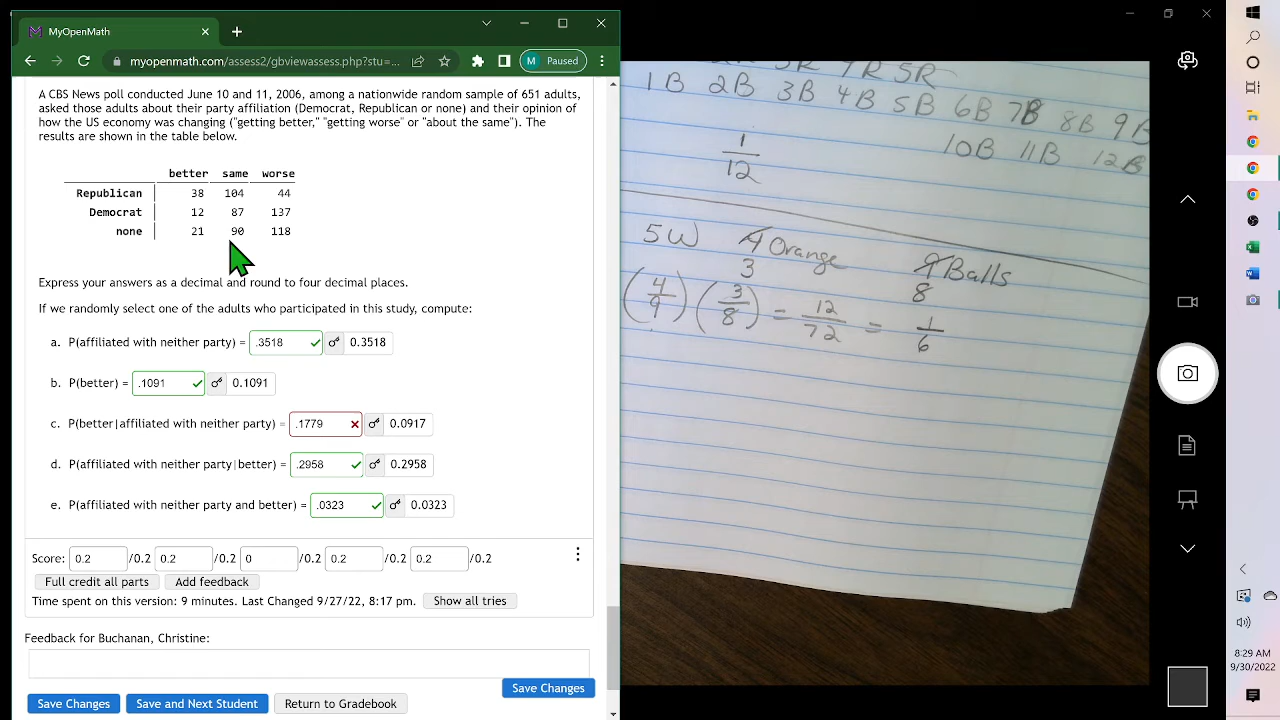 MyOpenMath
myopenmath.com/assess2/gbviewassess.php?stu=...
M Paused
A CBS News poll conducted June 10 and 11, 2006, among a nationwide random sample of 651 adults,
asked those adults about their party affiliation (Democrat, Republican or none) and their opinion of
how the US economy was changing ("getting better," "getting worse" or "about the same"). The
results are shown in the table below.
better same worse
Republican 38 104 44
Democrat 12 87 137
none 21 90 118
Express your answers as a decimal and round to four decimal places.
If we randomly select one of the adults who participated in this study, compute:
a. P(affiliated with neither party) = .3518 0.3518
b. P(better) = .1091 0.1091
c. P(better|affiliated with neither party) = .1779 0.0917
d. P(affiliated with neither party|better) = .2958 0.2958
e. P(affiliated with neither party and better) = .0323 0.0323
Score: 0.2 /0.2 0.2 /0.2 0 /0.2 0.2 /0.2 0.2 /0.2
Full credit all parts Add feedback
Time spent on this version: 9 minutes. Last Changed 9/27/22, 8:17 pm. Show all tries
Feedback for Buchanan, Christine:
Save Changes
Save Changes Save and Next Student Return to Gradebook
3R 4R 5R
1B 2B 3B 4B 5B 6B 7B 8B 9B
10B 11B 12B
1/12
5W 4 Orange 9 Balls
3 8
(4/9)(3/8) = 12/72 = 1/6
8:29 AM
9/30/2022